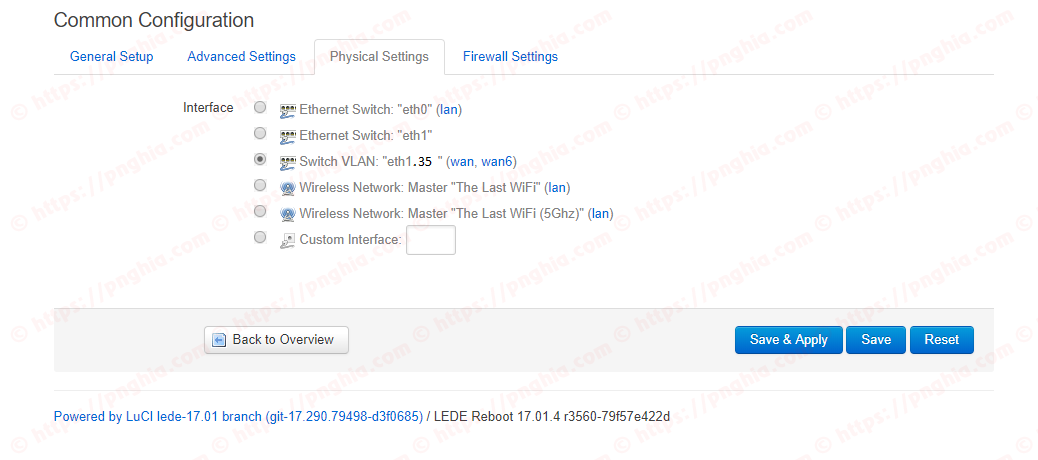 Common Configuration
General Setup Advanced Settings Physical Settings Firewall Settings
Interface
Ethernet Switch: "eth0" (lan)
Ethernet Switch: "eth1"
Switch VLAN: "eth1.35 " (wan, wan6)
Wireless Network: Master "The Last WiFi" (lan)
Wireless Network: Master "The Last WiFi (5Ghz)" (lan)
Custom Interface:
Back to Overview Save & Apply Save Reset
Powered by LuCI lede-17.01 branch (git-17.290.79498-d3f0685) / LEDE Reboot 17.01.4 r3560-79f57e422d
© https://pnghia.com